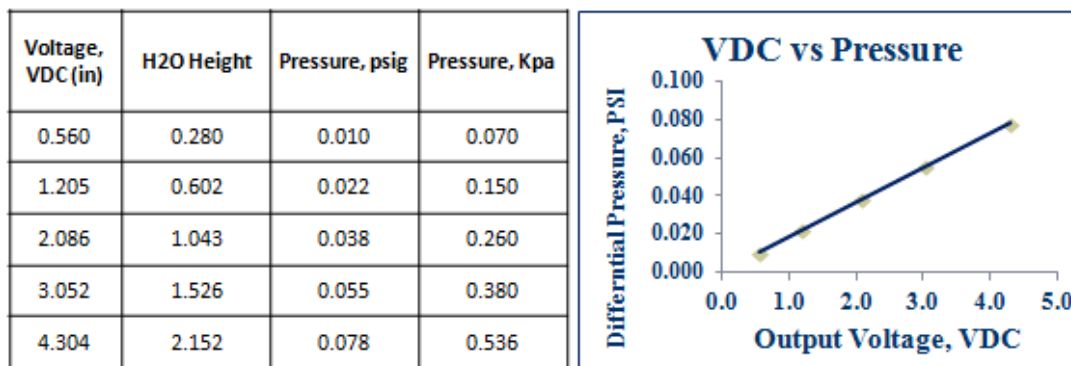 Voltage, VDC (in) H2O Height Pressure, psig Pressure, Kpa
0.560 0.280 0.010 0.070
1.205 0.602 0.022 0.150
2.086 1.043 0.038 0.260
3.052 1.526 0.055 0.380
4.304 2.152 0.078 0.536
VDC vs Pressure
Differntial Pressure, PSI
0.100
0.080
0.060
0.040
0.020
0.000
0.0 1.0 2.0 3.0 4.0 5.0
Output Voltage, VDC